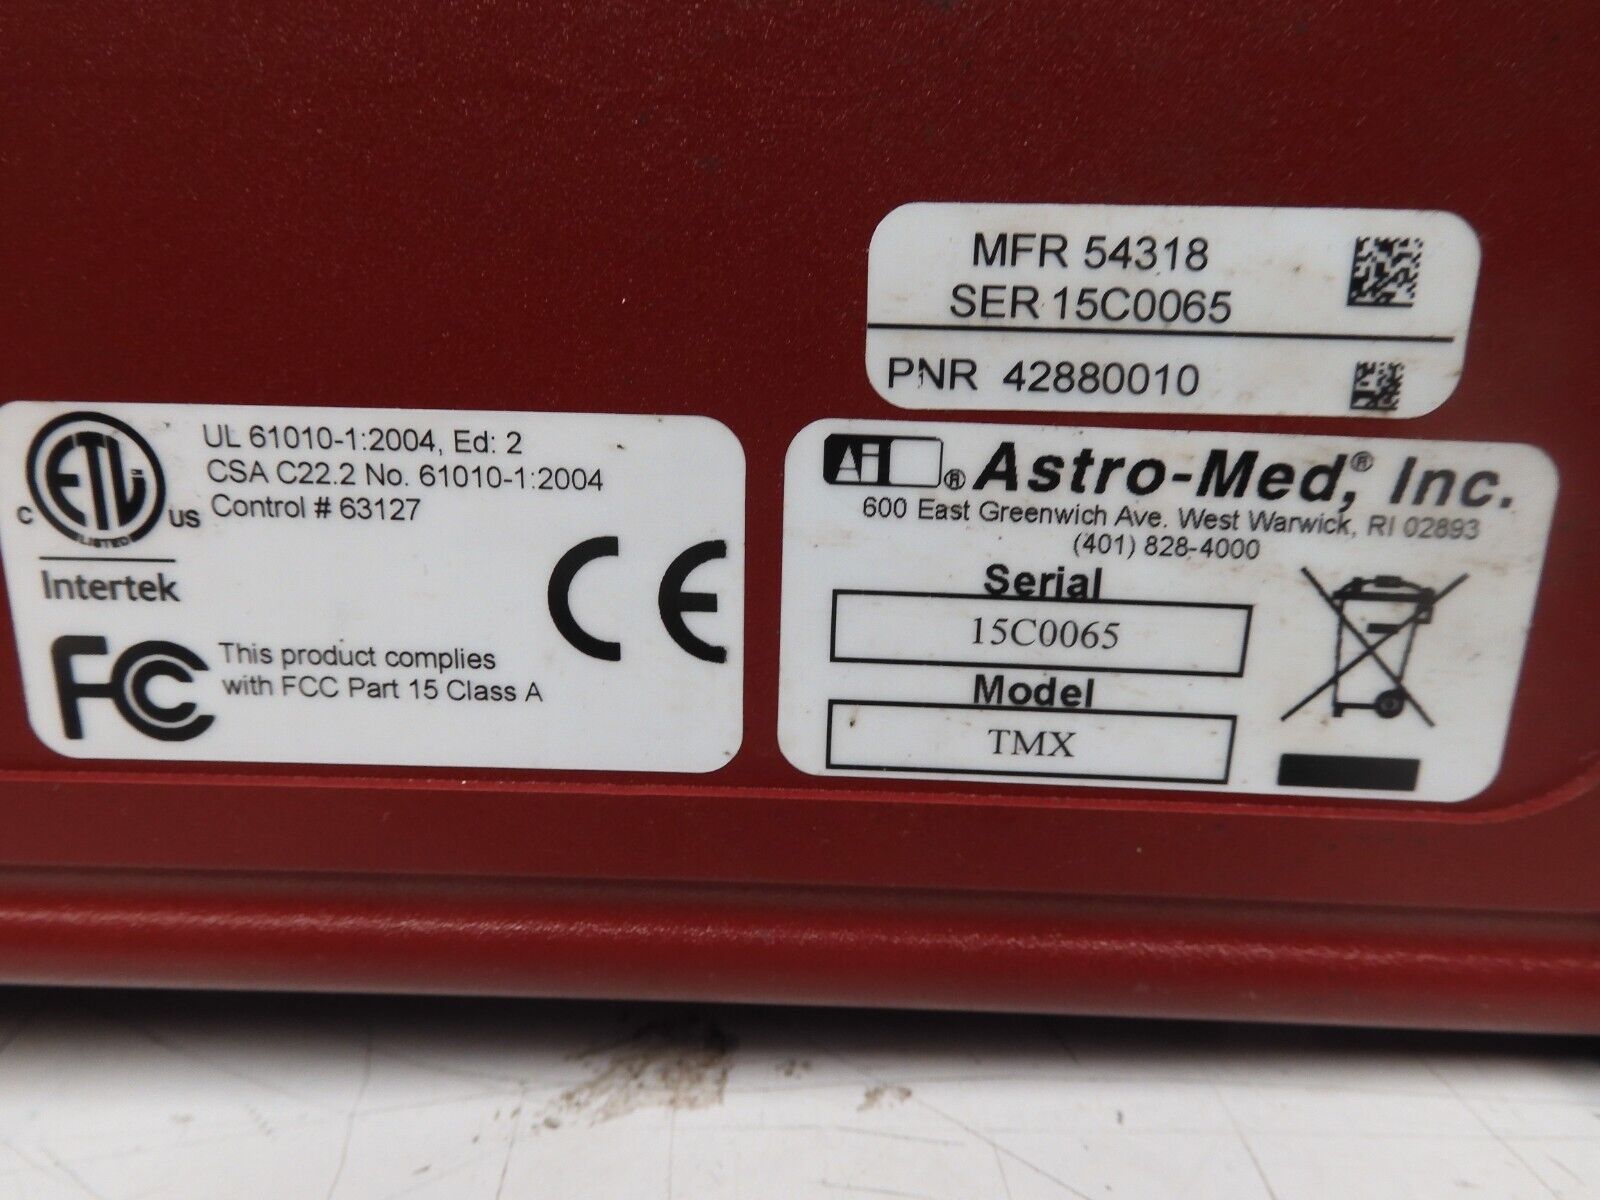 MFR 54318
SER 15C0065
PNR 42880010
ETL
LISTED
C
US
Intertek
UL 61010-1:2004, Ed: 2
CSA C22.2 No. 61010-1:2004
Control # 63127
CE
FC
This product complies
with FCC Part 15 Class A
® Astro-Med,® Inc.
600 East Greenwich Ave. West Warwick, RI 02893
(401) 828-4000
Serial
15C0065
Model
TMX